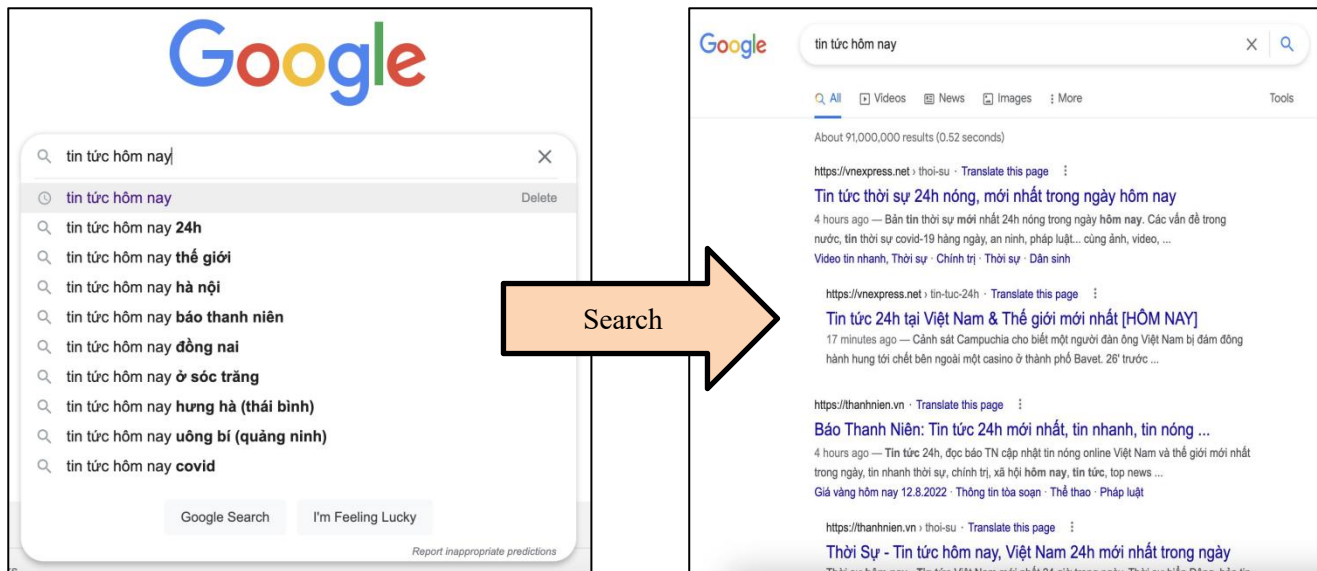 Google
tin tức hôm nay
tin tức hôm nay Delete
tin tức hôm nay 24h
tin tức hôm nay thế giới
tin tức hôm nay hà nội
tin tức hôm nay báo thanh niên
tin tức hôm nay đồng nai
tin tức hôm nay ở sóc trăng
tin tức hôm nay hưng hà (thái bình)
tin tức hôm nay uông bí (quảng ninh)
tin tức hôm nay covid
Google Search I'm Feeling Lucky
Report inappropriate predictions
Search
Google tin tức hôm nay
All Videos News Images More Tools
About 91,000,000 results (0.52 seconds)
https://vnexpress.net › thoi-su · Translate this page
Tin tức thời sự 24h nóng, mới nhất trong ngày hôm nay
4 hours ago — Bản tin thời sự mới nhất 24h nóng trong ngày hôm nay. Các vấn đề trong
nước, tin thời sự covid-19 hàng ngày, an ninh, pháp luật... cùng ảnh, video, ...
Video tin nhanh, Thời sự · Chính trị · Thời sự · Dân sinh
https://vnexpress.net › tin-tuc-24h · Translate this page
Tin tức 24h tại Việt Nam & Thế giới mới nhất [HÔM NAY]
17 minutes ago — Cảnh sát Campuchia cho biết một người đàn ông Việt Nam bị đám đông
hành hung tới chết bên ngoài một casino ở thành phố Bavet. 26' trước ...
https://thanhnien.vn · Translate this page
Báo Thanh Niên: Tin tức 24h mới nhất, tin nhanh, tin nóng ...
4 hours ago — Tin tức 24h, đọc báo TN cập nhật tin nóng online Việt Nam và thế giới mới nhất
trong ngày, tin nhanh thời sự, chính trị, xã hội hôm nay, tin tức, top news ...
Giá vàng hôm nay 12.8.2022 · Thông tin tòa soạn · Thể thao · Pháp luật
https://thanhnien.vn › thoi-su · Translate this page
Thời Sự - Tin tức hôm nay, Việt Nam 24h mới nhất trong ngày